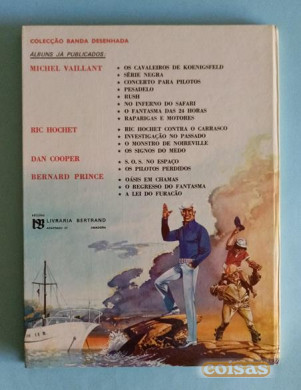 COLECÇÃO BANDA DESENHADA
ÁLBUNS JÁ PUBLICADOS:
MICHEL VAILLANT
• OS CAVALEIROS DE KOENIGSFELD
• SÉRIE NEGRA
• CONCERTO PARA PILOTOS
• PESADELO
• RUSH
• NO INFERNO DO SAFARI
• O FANTASMA DAS 24 HORAS
• RAPARIGAS E MOTORES
RIC HOCHET
• RIC HOCHET CONTRA O CARRASCO
• INVESTIGAÇÃO NO PASSADO
• O MONSTRO DE NOIREVILLE
• OS SIGNOS DO MEDO
DAN COOPER
• S. O. S. NO ESPAÇO
• OS PILOTOS PERDIDOS
BERNARD PRINCE
• OÁSIS EM CHAMAS
• O REGRESSO DO FANTASMA
• A LEI DO FURACÃO
LIVRARIA BERTRAND
coisas